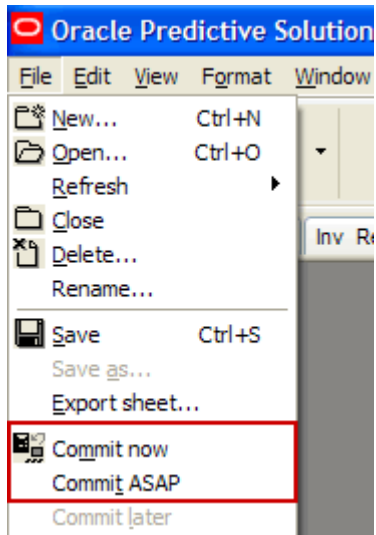 Oracle Predictive Solution
File Edit View Format Window
New... Ctrl+N
Open... Ctrl+O
Refresh
Close
Inv Re
Delete...
Rename...
Save Ctrl+S
Save as...
Export sheet...
Commit now
Commit ASAP
Commit later